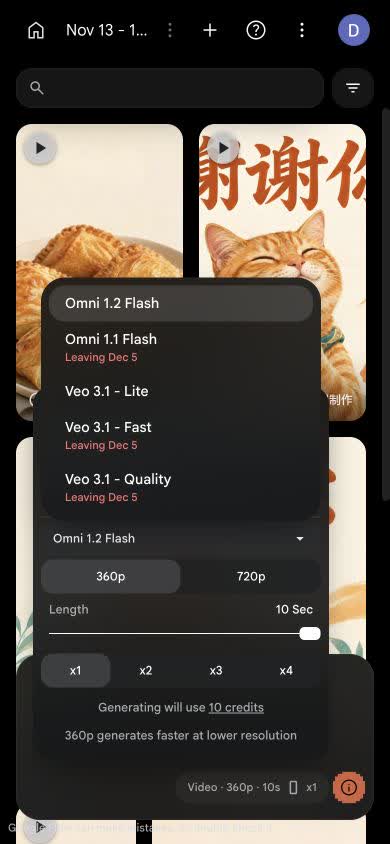 Nov 13 - 1...
D
謝谢你
制作
Omni 1.2 Flash
Omni 1.1 Flash
Leaving Dec 5
Veo 3.1 - Lite
Veo 3.1 - Fast
Leaving Dec 5
Veo 3.1 - Quality
Leaving Dec 5
Omni 1.2 Flash
360p
720p
Length
10 Sec
x1
x2
x3
x4
Generating will use 10 credits
360p generates faster at lower resolution
Video · 360p · 10s
x1